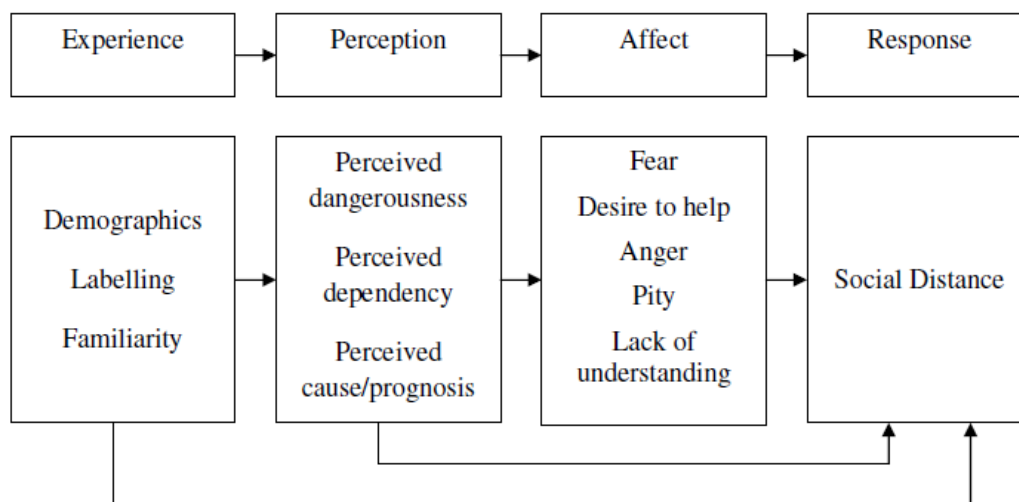 Experience
Perception
Affect
Response
Demographics
Labelling
Familiarity
Perceived
dangerousness
Perceived
dependency
Perceived
cause/prognosis
Fear
Desire to help
Anger
Pity
Lack of
understanding
Social Distance